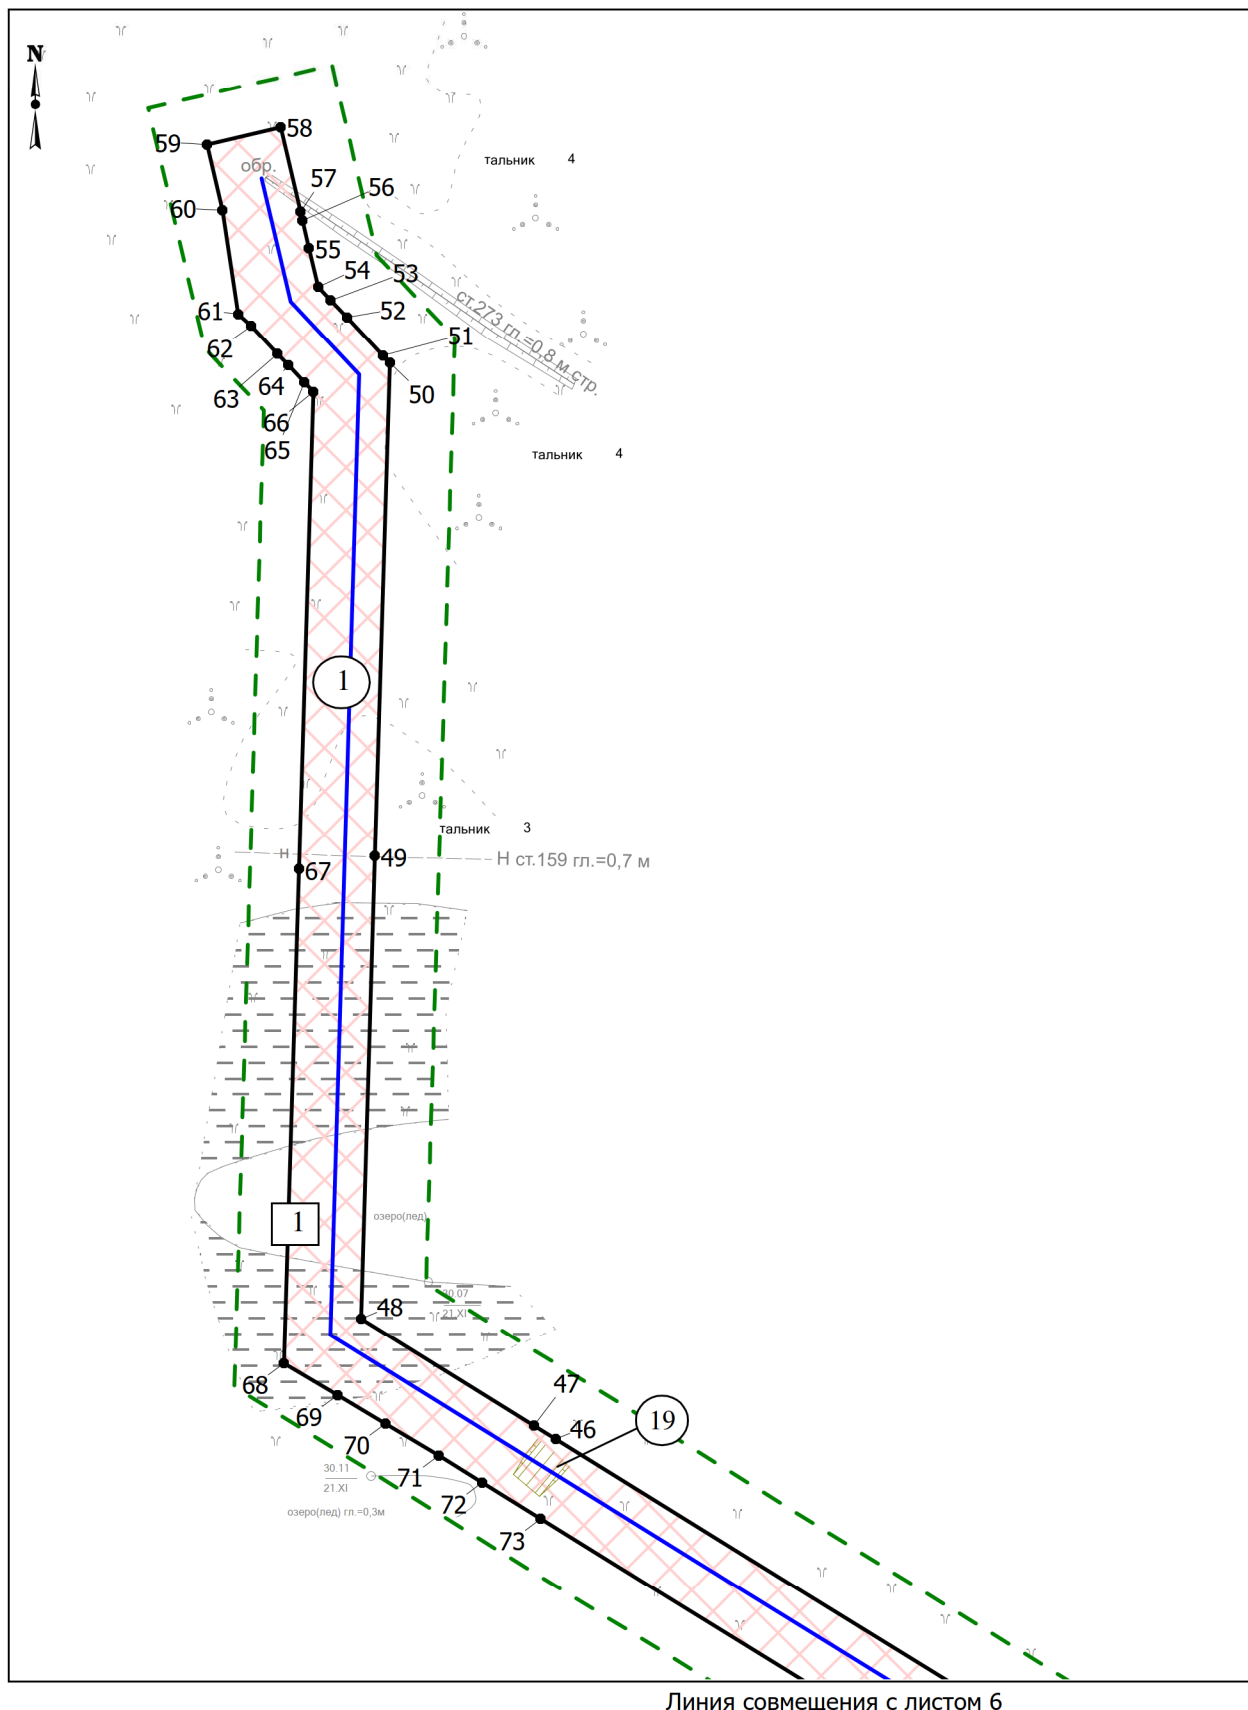 N
тальник 4
59
58
обр.
57
56
60
55
54
53
61
52
ст.273 гл.=0,8 м стр.
62
51
64
63
50
66
65
тальник 4
1
тальник 3
67
49
Н
Н ст.159 гл.=0,7 м
1
озеро(лед)
30.07
21.XI
48
68
69
47
46
19
70
30.11
21.XI
71
72
озеро(лед) гл.=0,3м
73
Линия совмещения с листом 6